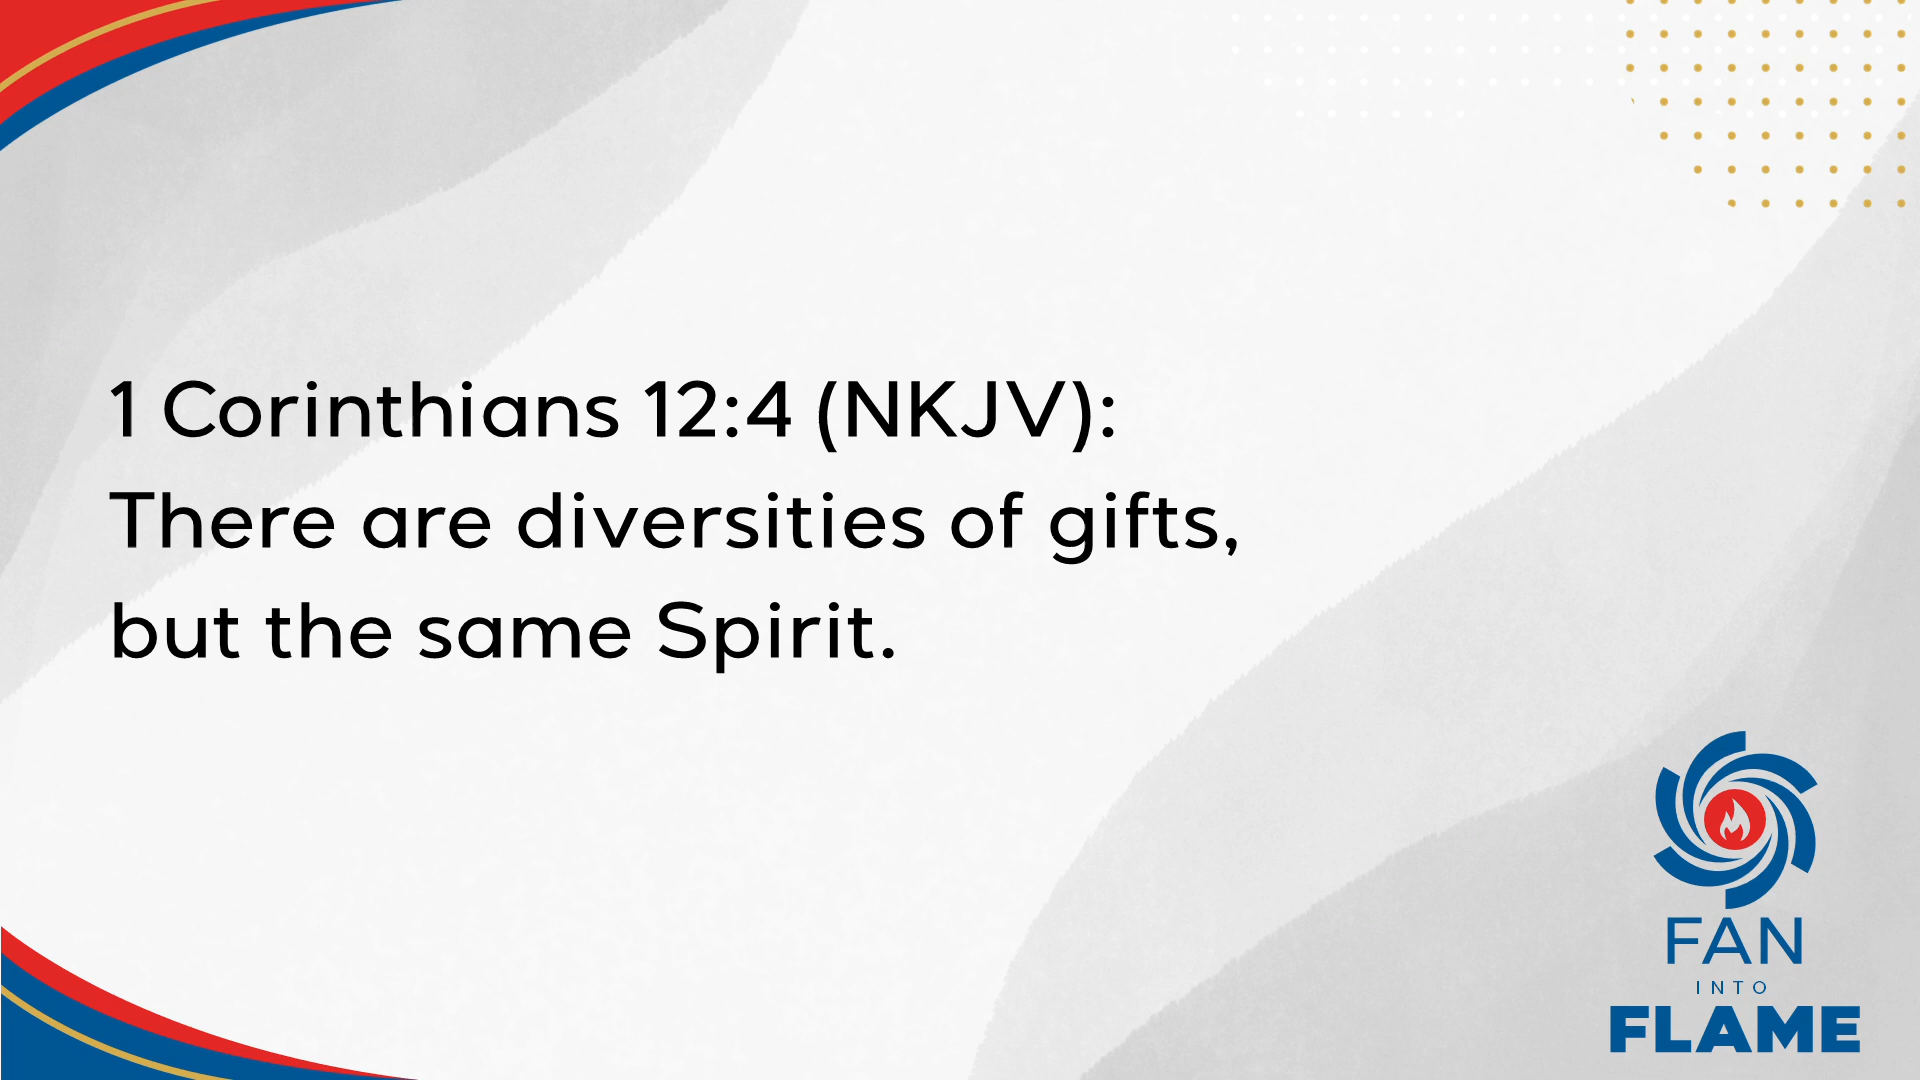 1 Corinthians 12:4 (NKJV):
There are diversities of gifts,
but the same Spirit.
FAN
INTO
FLAME